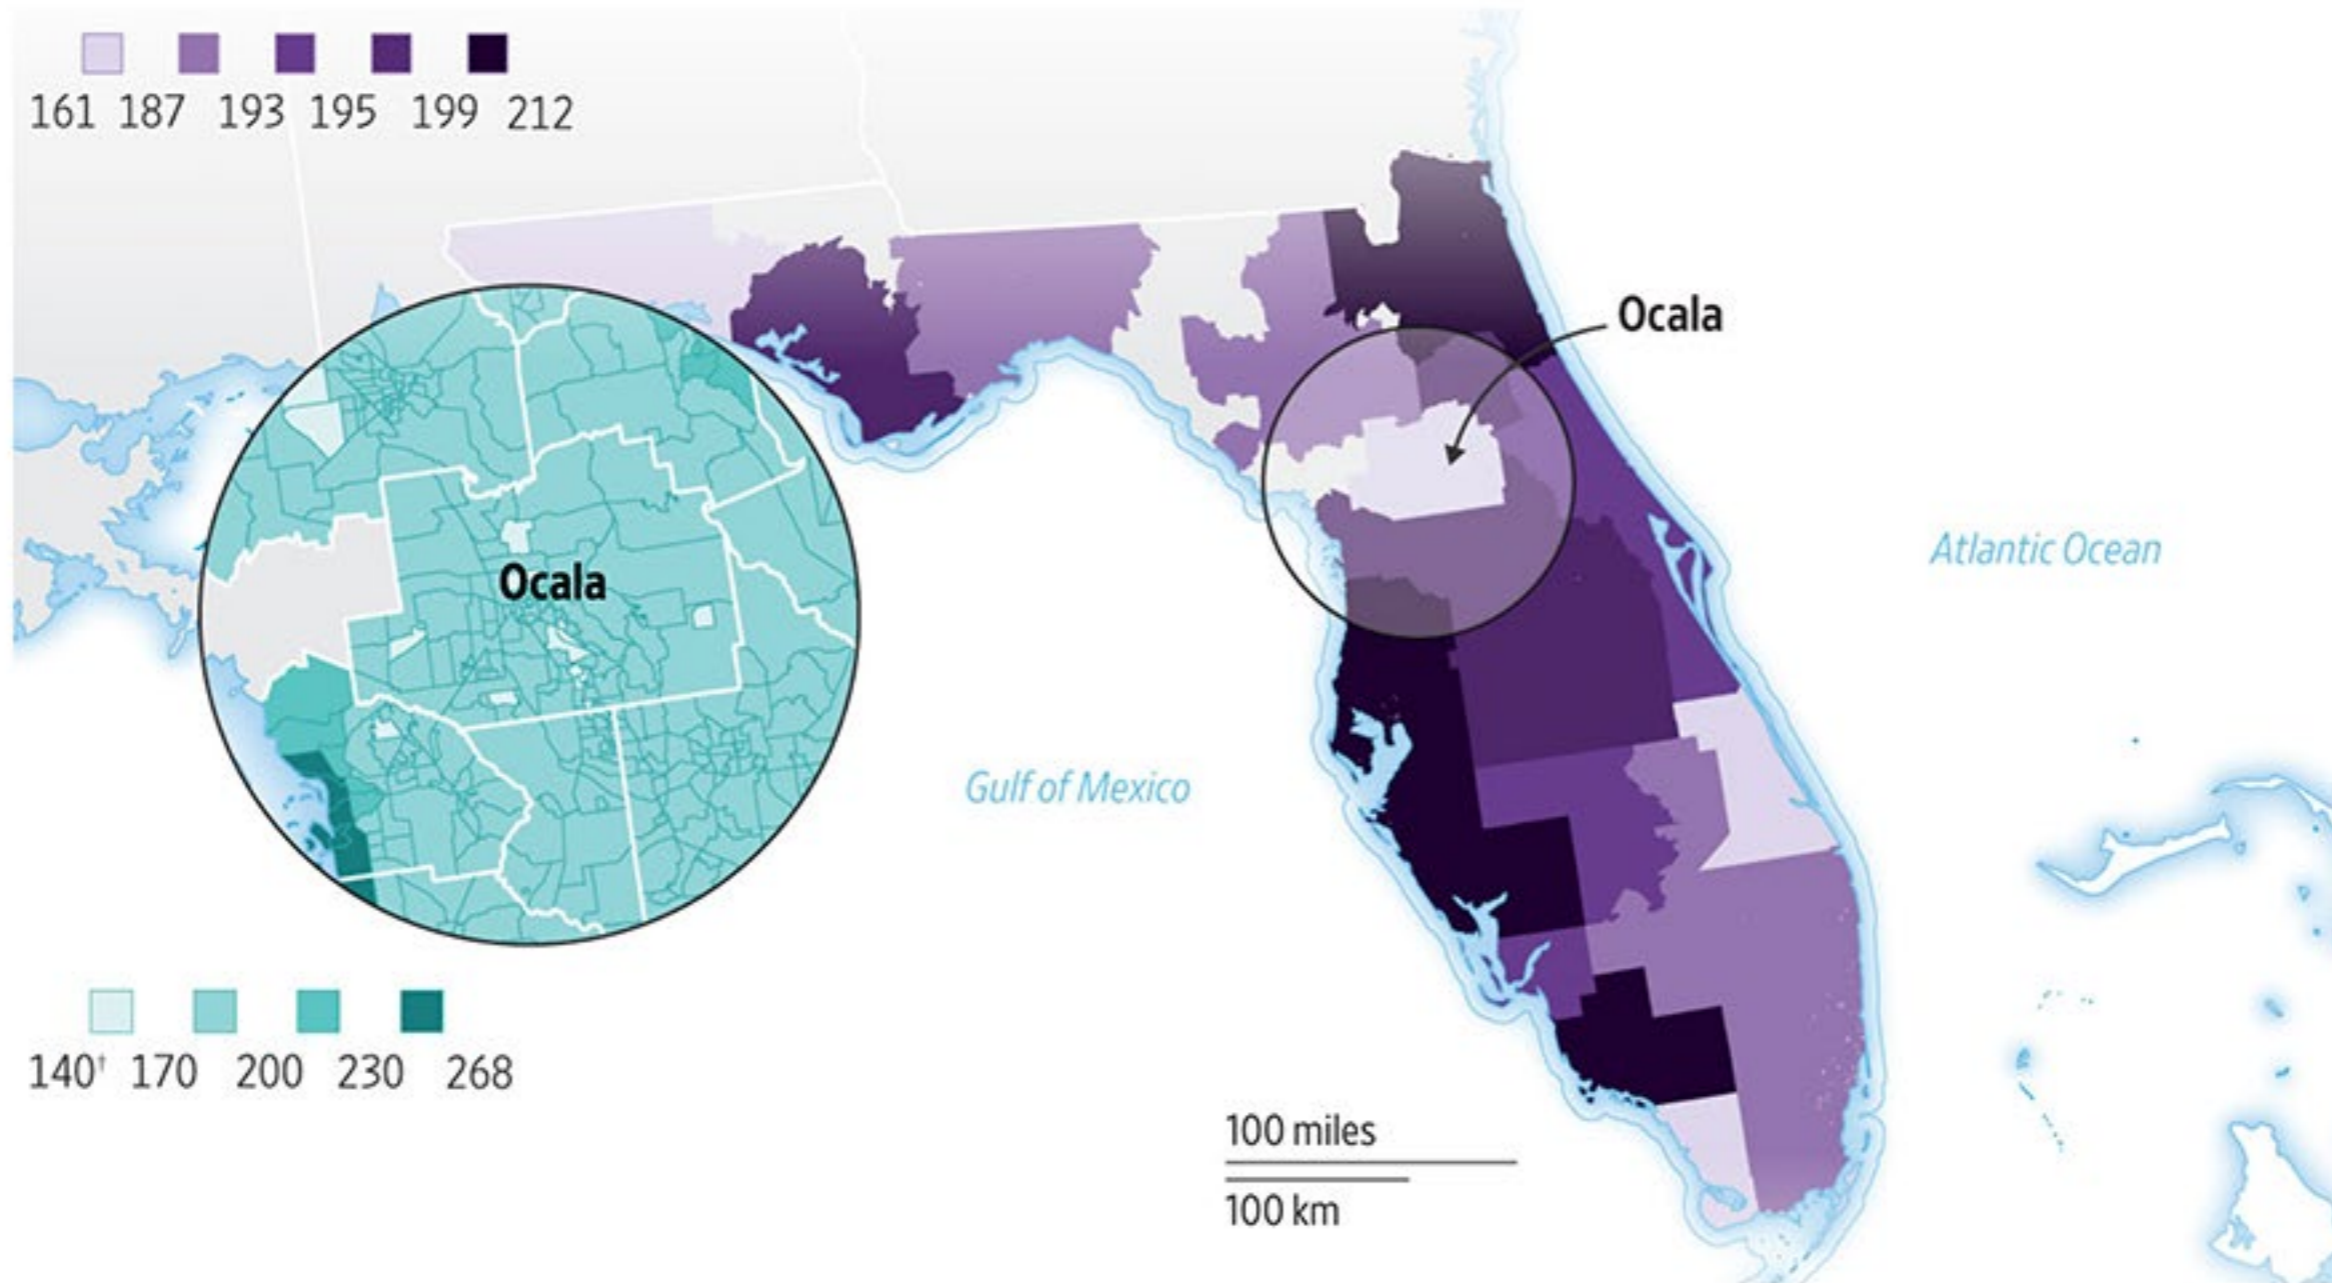 161 187 193 195 199 212
Ocala
Ocala
Atlantic Ocean
Gulf of Mexico
140† 170 200 230 268
100 miles
100 km